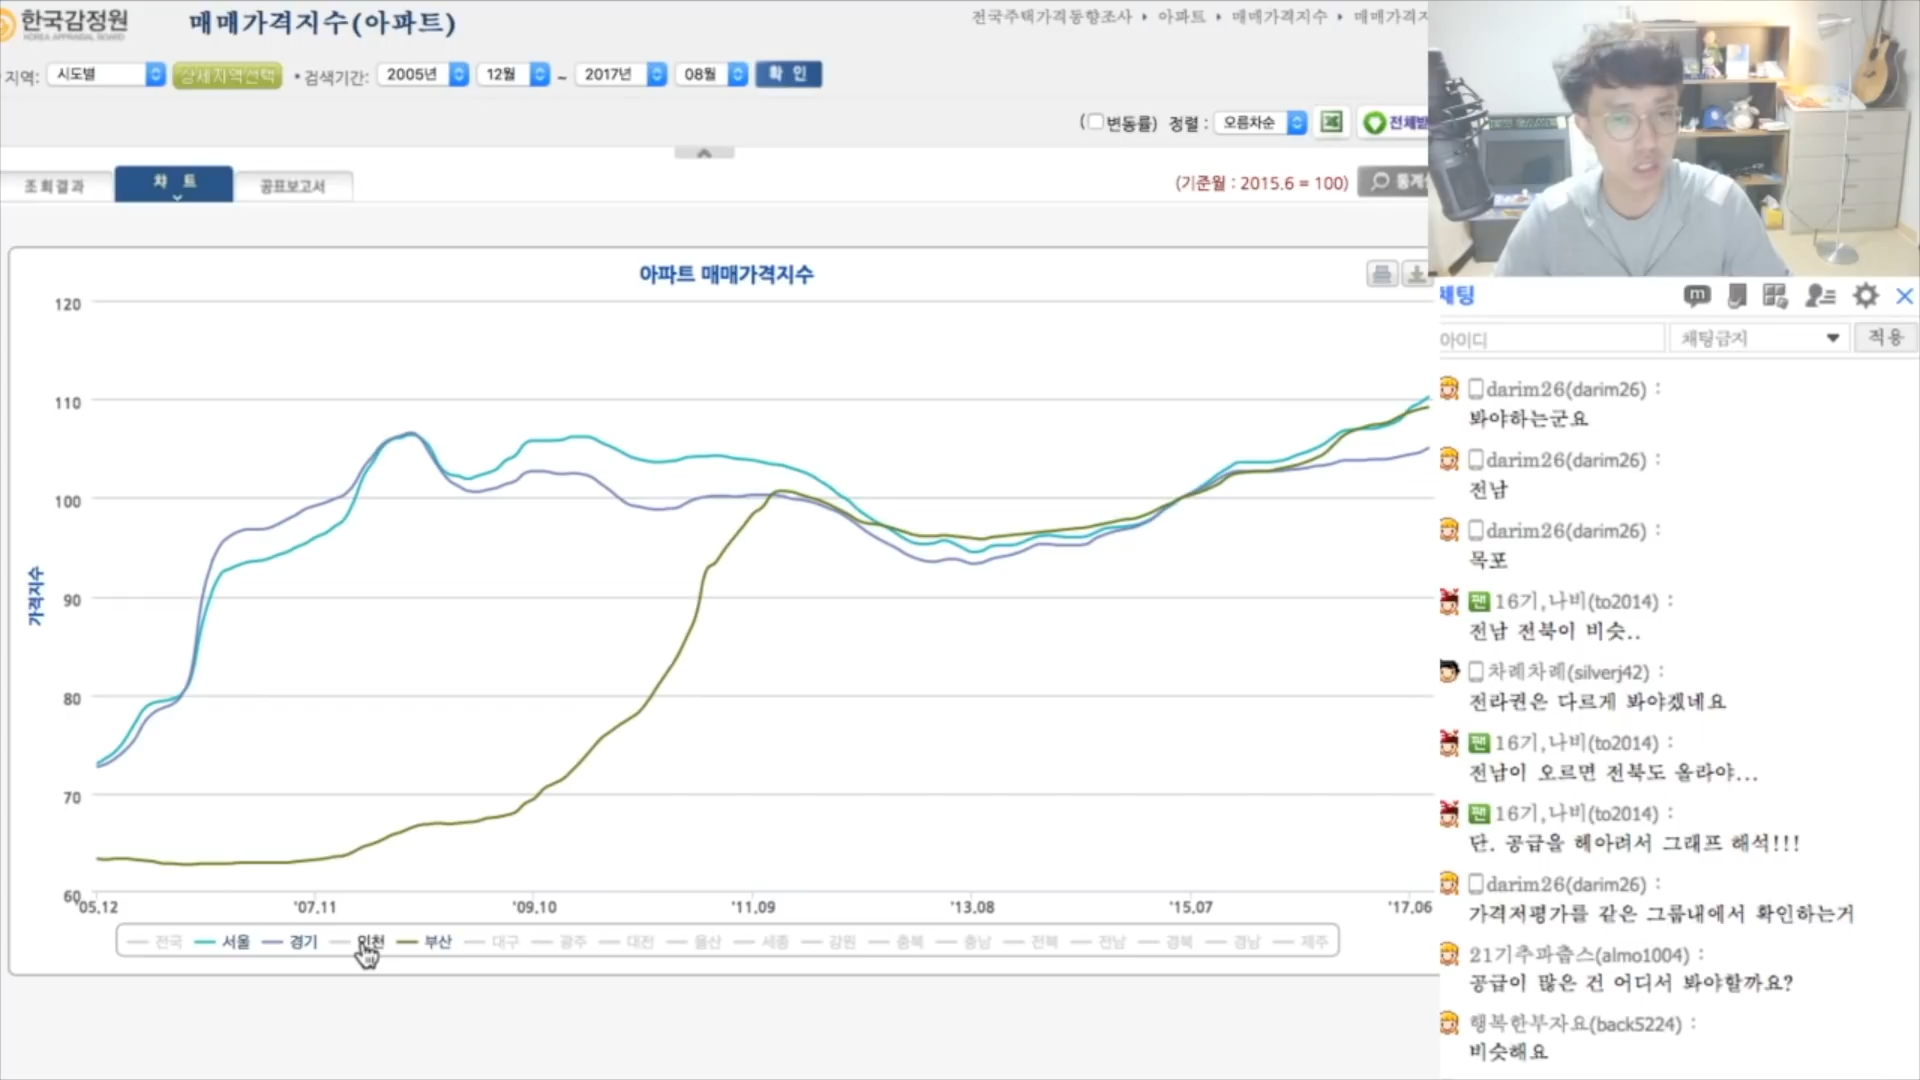 한국감정원
KOREA APPRAISAL BOARD
매매가격지수(아파트)
전국주택가격동향조사 ▸ 아파트 ▸ 매매가격지수 ▸ 매매가격지
지역: 시도별 상세지역선택 • 검색기간: 2005년 12월 ~ 2017년 08월 확 인
(변동률) 정렬 : 오름차순 전체받
조회결과 차 트 공표보고서
(기준월 : 2015.6 = 100) 통계
아파트 매매가격지수
120
110
100
90
80
70
60
가격지수
'05.12 '07.11 '09.10 '11.09 '13.08 '15.07 '17.06
전국 서울 경기 인천 부산 대구 광주 대전 울산 세종 강원 충북 충남 전북 전남 경북 경남 제주
채팅
아이디 채팅금지 적용
darim26(darim26) :
봐야하는군요
darim26(darim26) :
전남
darim26(darim26) :
목포
팬 16기,나비(to2014) :
전남 전북이 비슷..
차례차례(silverj42) :
전라권은 다르게 봐야겠네요
팬 16기,나비(to2014) :
전남이 오르면 전북도 올라야...
팬 16기,나비(to2014) :
단. 공급을 헤아려서 그래프 해석!!!
darim26(darim26) :
가격저평가를 같은 그룹내에서 확인하는거
21기추파춥스(almo1004) :
공급이 많은 건 어디서 봐야할까요?
행복한부자요(back5224) :
비슷해요